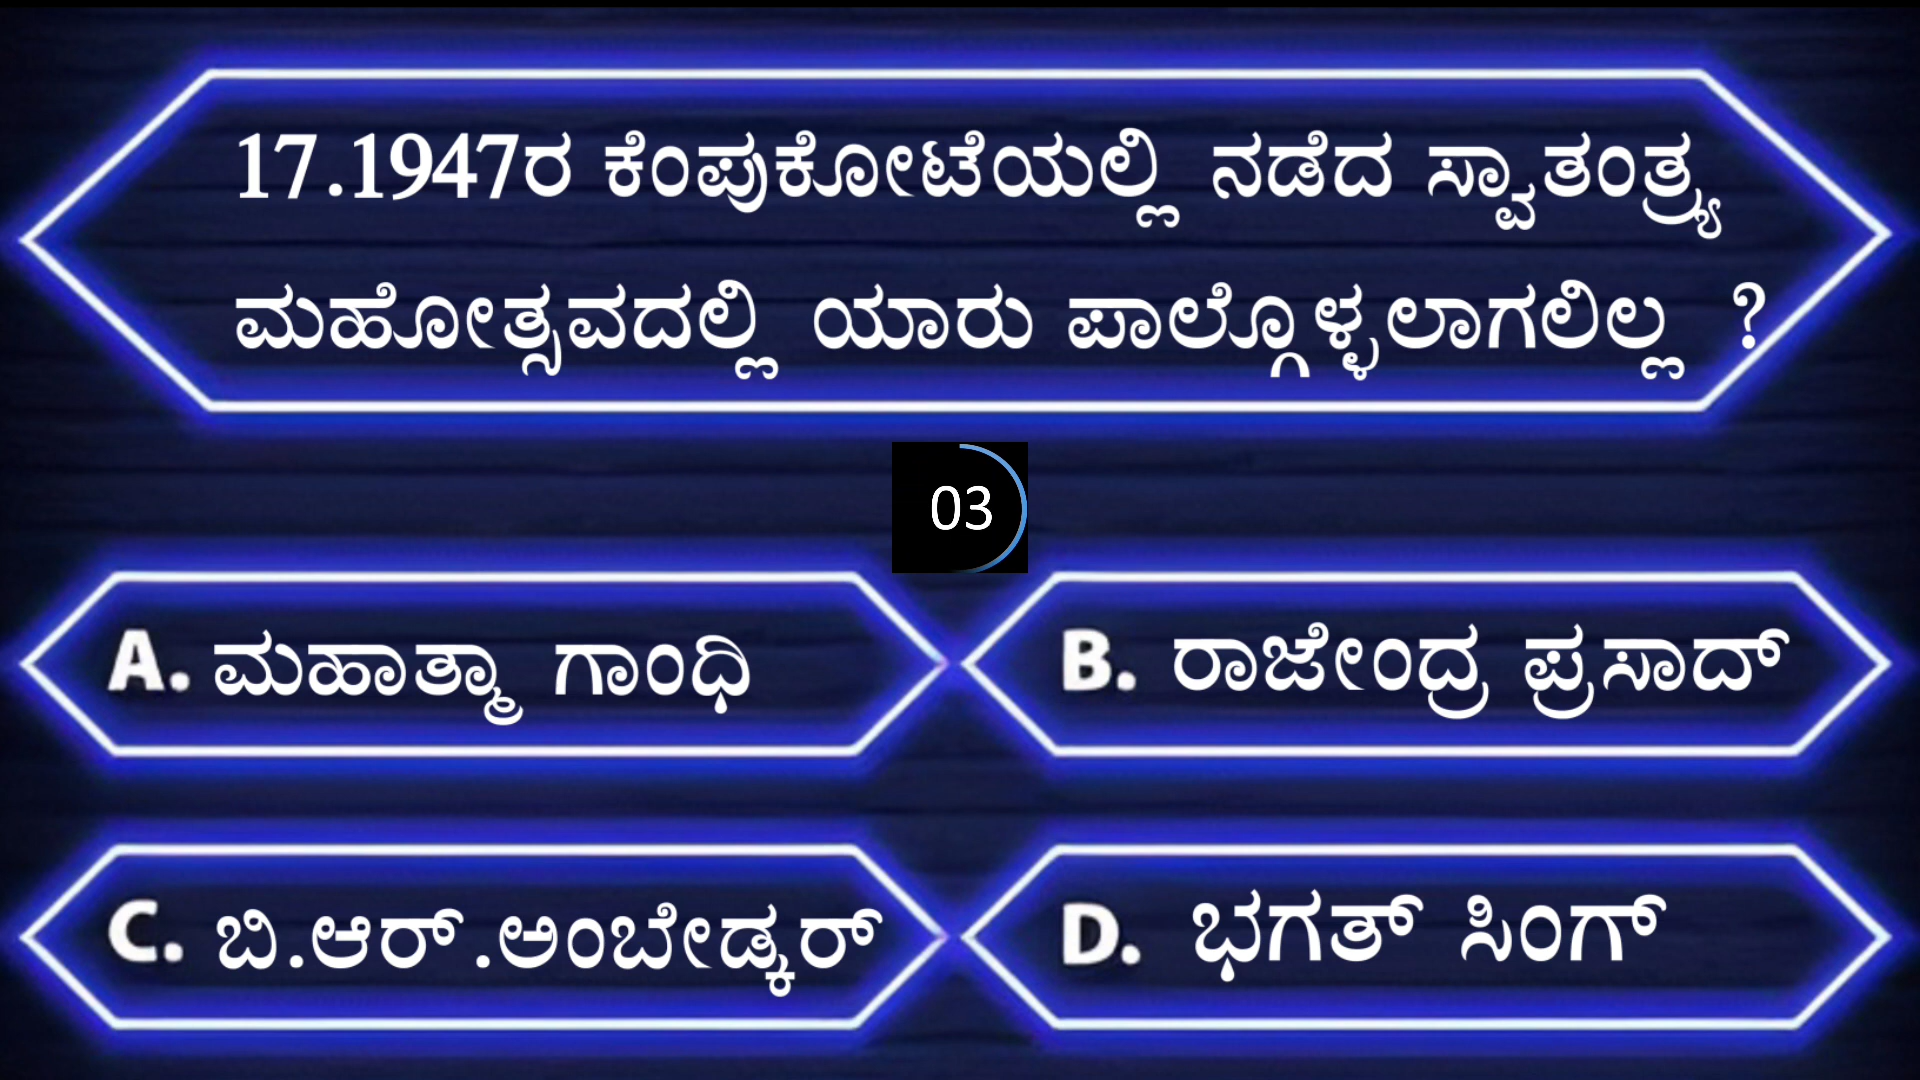 17.1947ರ ಕೆಂಪುಕೋಟೆಯಲ್ಲಿ ನಡೆದ ಸ್ವಾತಂತ್ರ್ಯ
ಮಹೋತ್ಸವದಲ್ಲಿ ಯಾರು ಪಾಲ್ಗೊಳ್ಳಲಾಗಲಿಲ್ಲ ?
03
A. ಮಹಾತ್ಮಾ ಗಾಂಧಿ
B. ರಾಜೇಂದ್ರ ಪ್ರಸಾದ್
C. ಬಿ.ಆರ್.ಅಂಬೇಡ್ಕರ್
D. ಭಗತ್ ಸಿಂಗ್